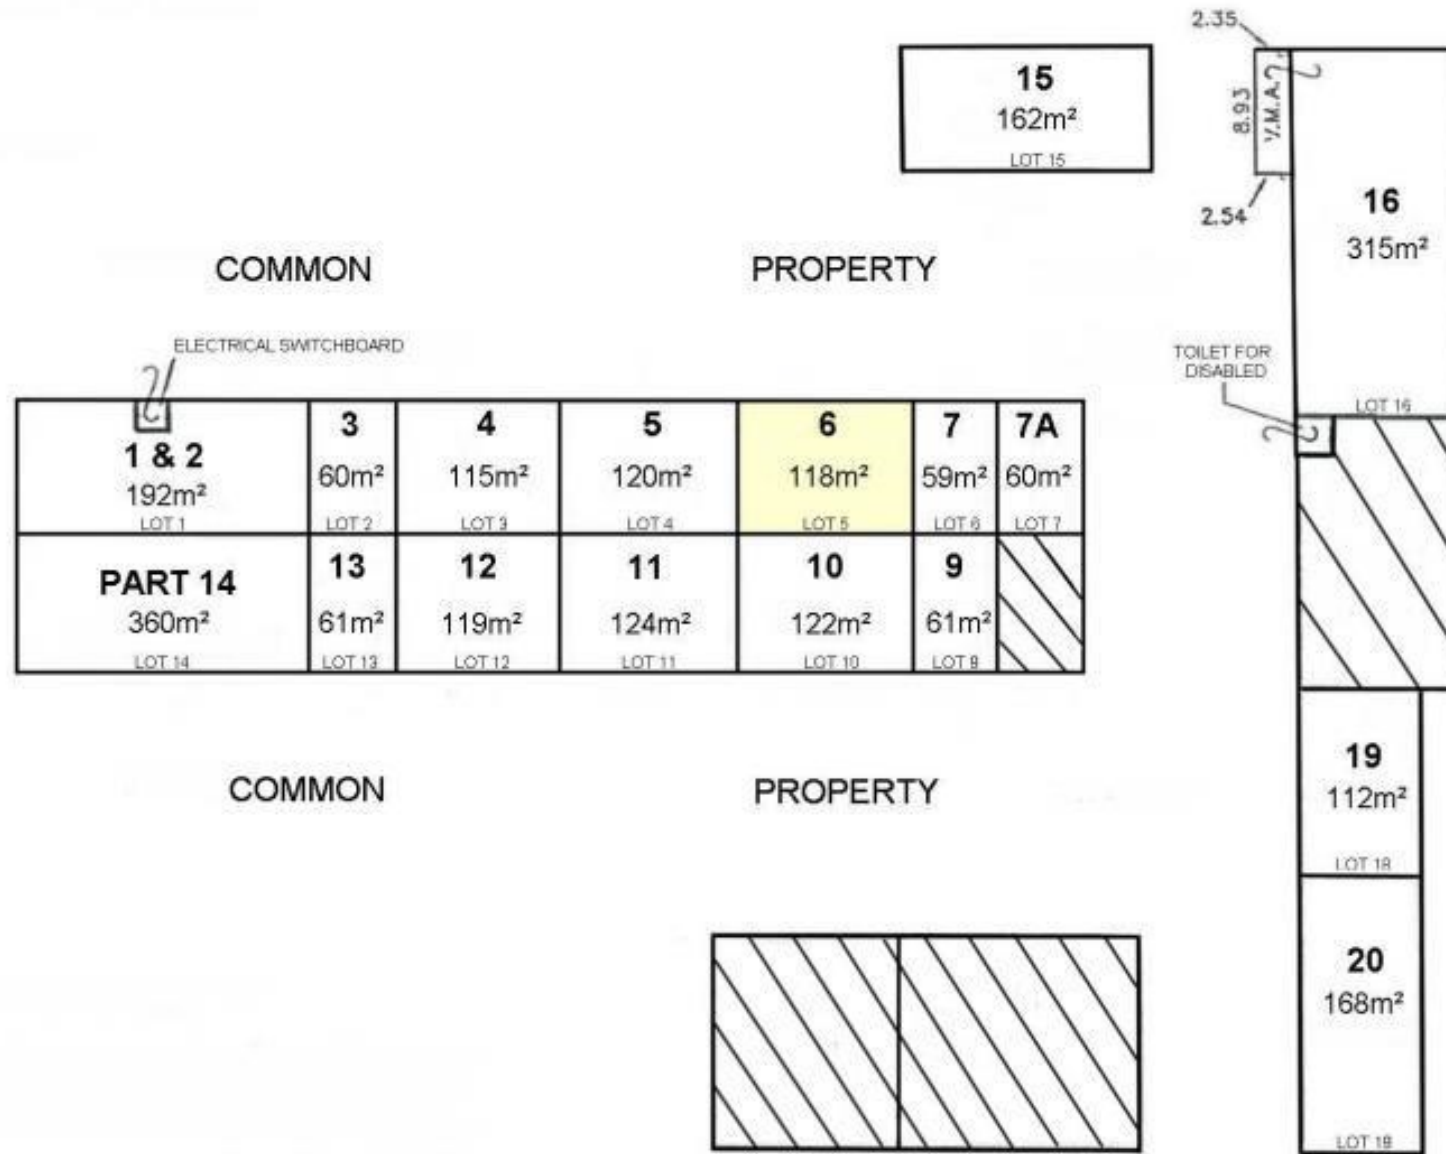 2.35
15
162m²
LOT 15
8.93
V.M.A.
2.54
16
315m²
LOT 16
COMMON PROPERTY
ELECTRICAL SWITCHBOARD
TOILET FOR
DISABLED
1 & 2
192m²
LOT 1
3
60m²
LOT 2
4
115m²
LOT 3
5
120m²
LOT 4
6
118m²
LOT 5
7
59m²
LOT 6
7A
60m²
LOT 7
PART 14
360m²
LOT 14
13
61m²
LOT 13
12
119m²
LOT 12
11
124m²
LOT 11
10
122m²
LOT 10
9
61m²
LOT 9
COMMON PROPERTY
19
112m²
LOT 18
20
168m²
LOT 19